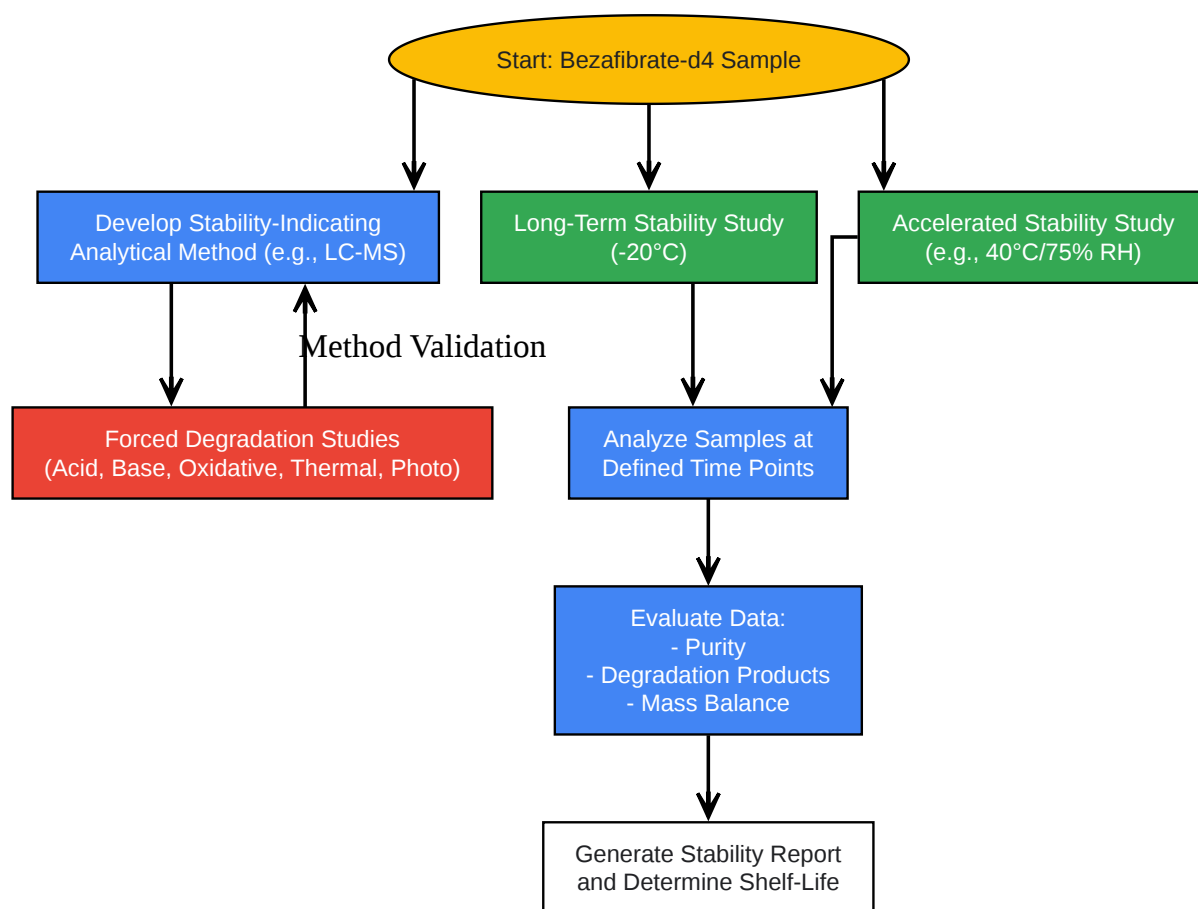 Start: Bezafibrate-d4 Sample
Develop Stability-Indicating
Analytical Method (e.g., LC-MS)
Long-Term Stability Study
(-20°C)
Accelerated Stability Study
(e.g., 40°C/75% RH)
Method Validation
Forced Degradation Studies
(Acid, Base, Oxidative, Thermal, Photo)
Analyze Samples at
Defined Time Points
Evaluate Data:
- Purity
- Degradation Products
- Mass Balance
Generate Stability Report
and Determine Shelf-Life